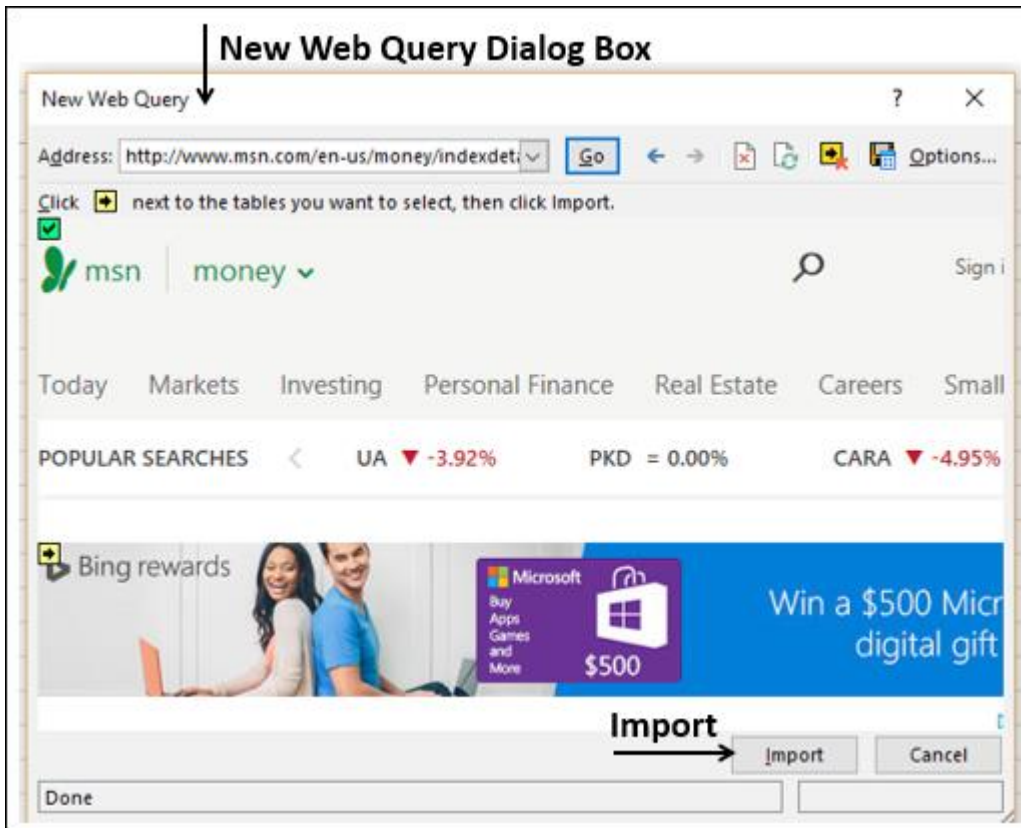 New Web Query Dialog Box
New Web Query ?
Address: http://www.msn.com/en-us/money/indexdeta Go Options...
Click next to the tables you want to select, then click Import.
msn money Sign i
Today Markets Investing Personal Finance Real Estate Careers Small
POPULAR SEARCHES UA ▼ -3.92% PKD = 0.00% CARA ▼ -4.95%
Bing rewards
Microsoft
Buy
Apps
Games
and
More $500
Win a $500 Micr
digital gift
Import
Import Cancel
Done